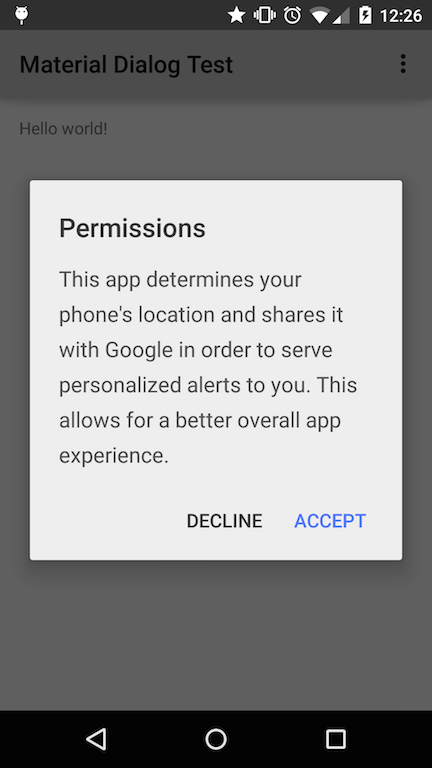 12:26
Material Dialog Test
Hello world!
Permissions
This app determines your
phone's location and shares it
with Google in order to serve
personalized alerts to you. This
allows for a better overall app
experience.
DECLINE ACCEPT